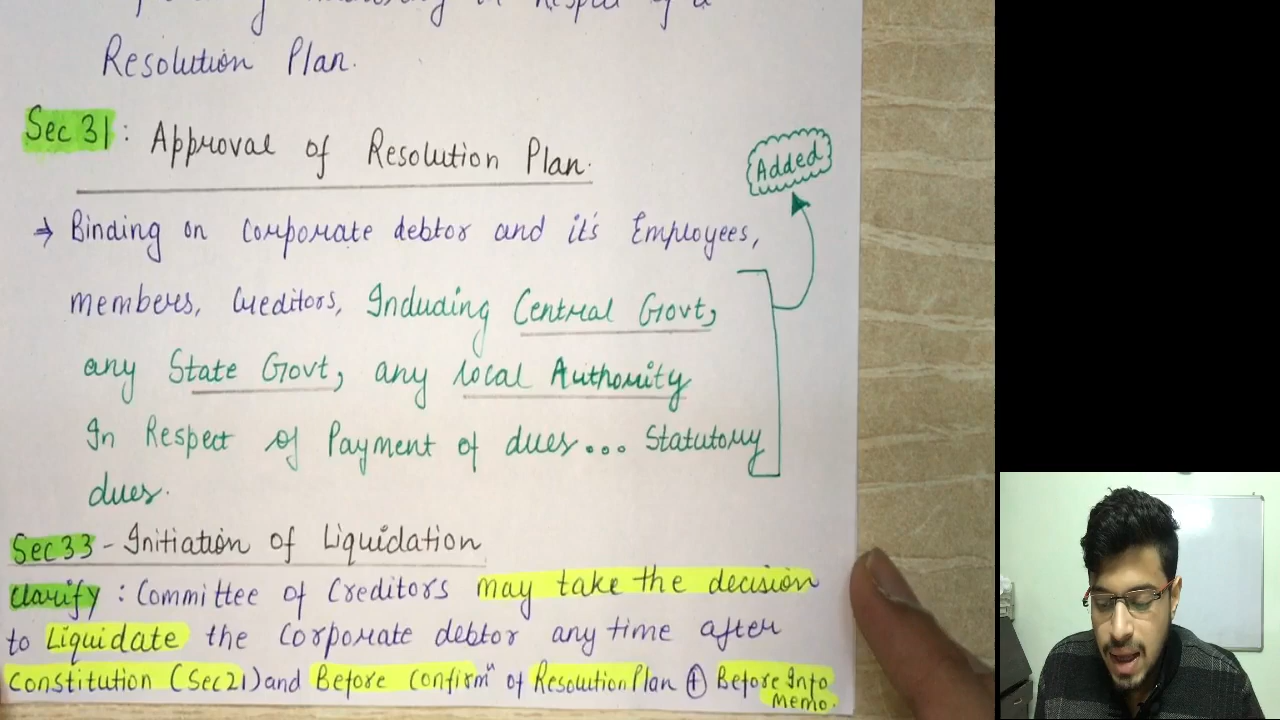 in Respect of a
Resolution Plan.
Sec 31 : Approval of Resolution Plan.
Added
→ Binding on corporate debtor and it's Employees,
members, Creditors, Including Central Govt,
any State Govt, any local Authority
In Respect of Payment of dues... Statutory
dues.
Sec 33 - Initiation of Liquidation
Clarify : Committee of Creditors may take the decision
to Liquidate the Corporate debtor any time after
Constitution (Sec 21) and Before confirmⁿ of Resolution Plan (+) Before Info
Memo.